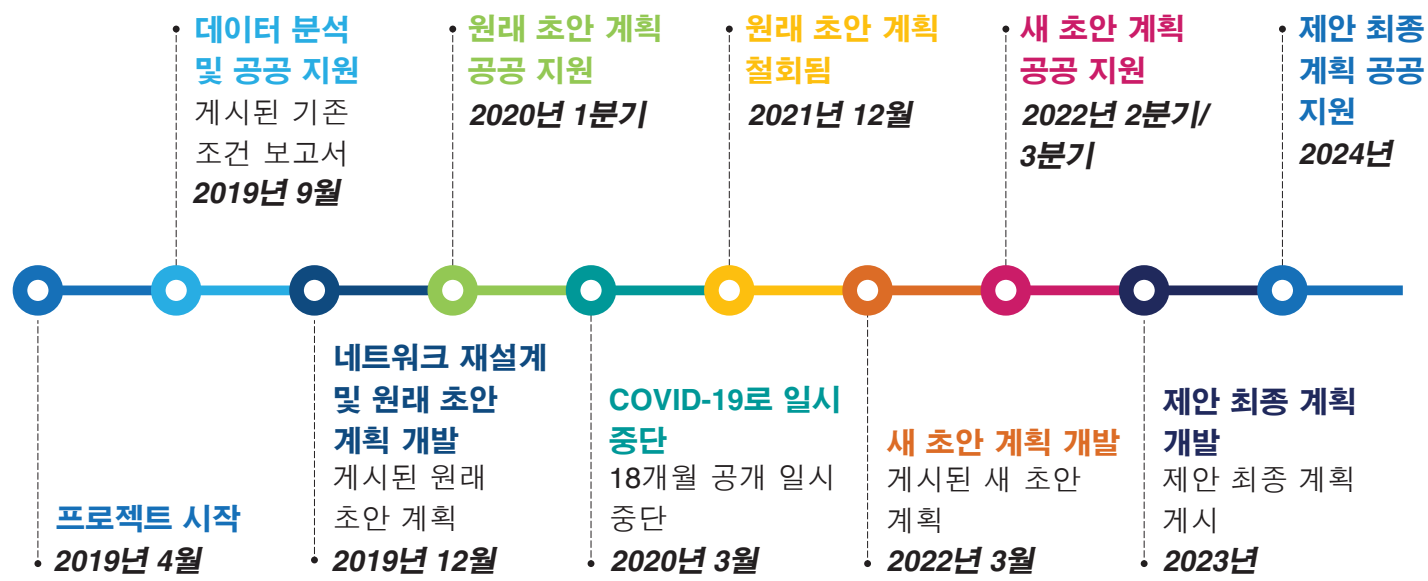 데이터 분석
및 공공 지원
게시된 기존
조건 보고서
2019년 9월
원래 초안 계획
공공 지원
2020년 1분기
원래 초안 계획
철회됨
2021년 12월
새 초안 계획
공공 지원
2022년 2분기/
3분기
제안 최종
계획 공공
지원
2024년
프로젝트 시작
2019년 4월
네트워크 재설계
및 원래 초안
계획 개발
게시된 원래
초안 계획
2019년 12월
COVID-19로 일시
중단
18개월 공개 일시
중단
2020년 3월
새 초안 계획 개발
게시된 새 초안
계획
2022년 3월
제안 최종 계획
개발
제안 최종 계획
게시
2023년